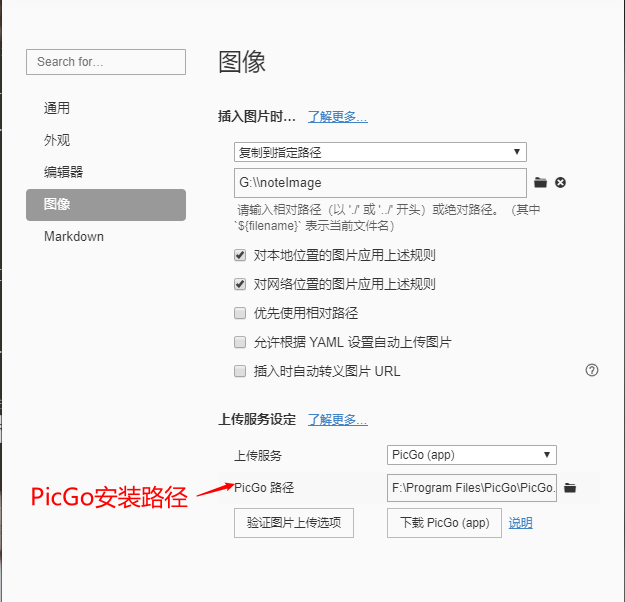 Search for...
通用
外观
编辑器
图像
Markdown
图像
插入图片时... 了解更多...
复制到指定路径
G:\\noteImage
请输入相对路径（以 './' 或 '../' 开头）或绝对路径。（其中
`${filename}` 表示当前文件名）
对本地位置的图片应用上述规则
对网络位置的图片应用上述规则
优先使用相对路径
允许根据 YAML 设置自动上传图片
插入时自动转义图片 URL
上传服务设定 了解更多...
上传服务 PicGo (app)
PicGo安装路径
PicGo 路径 F:\Program Files\PicGo\PicGo.
验证图片上传选项 下载 PicGo (app) 说明